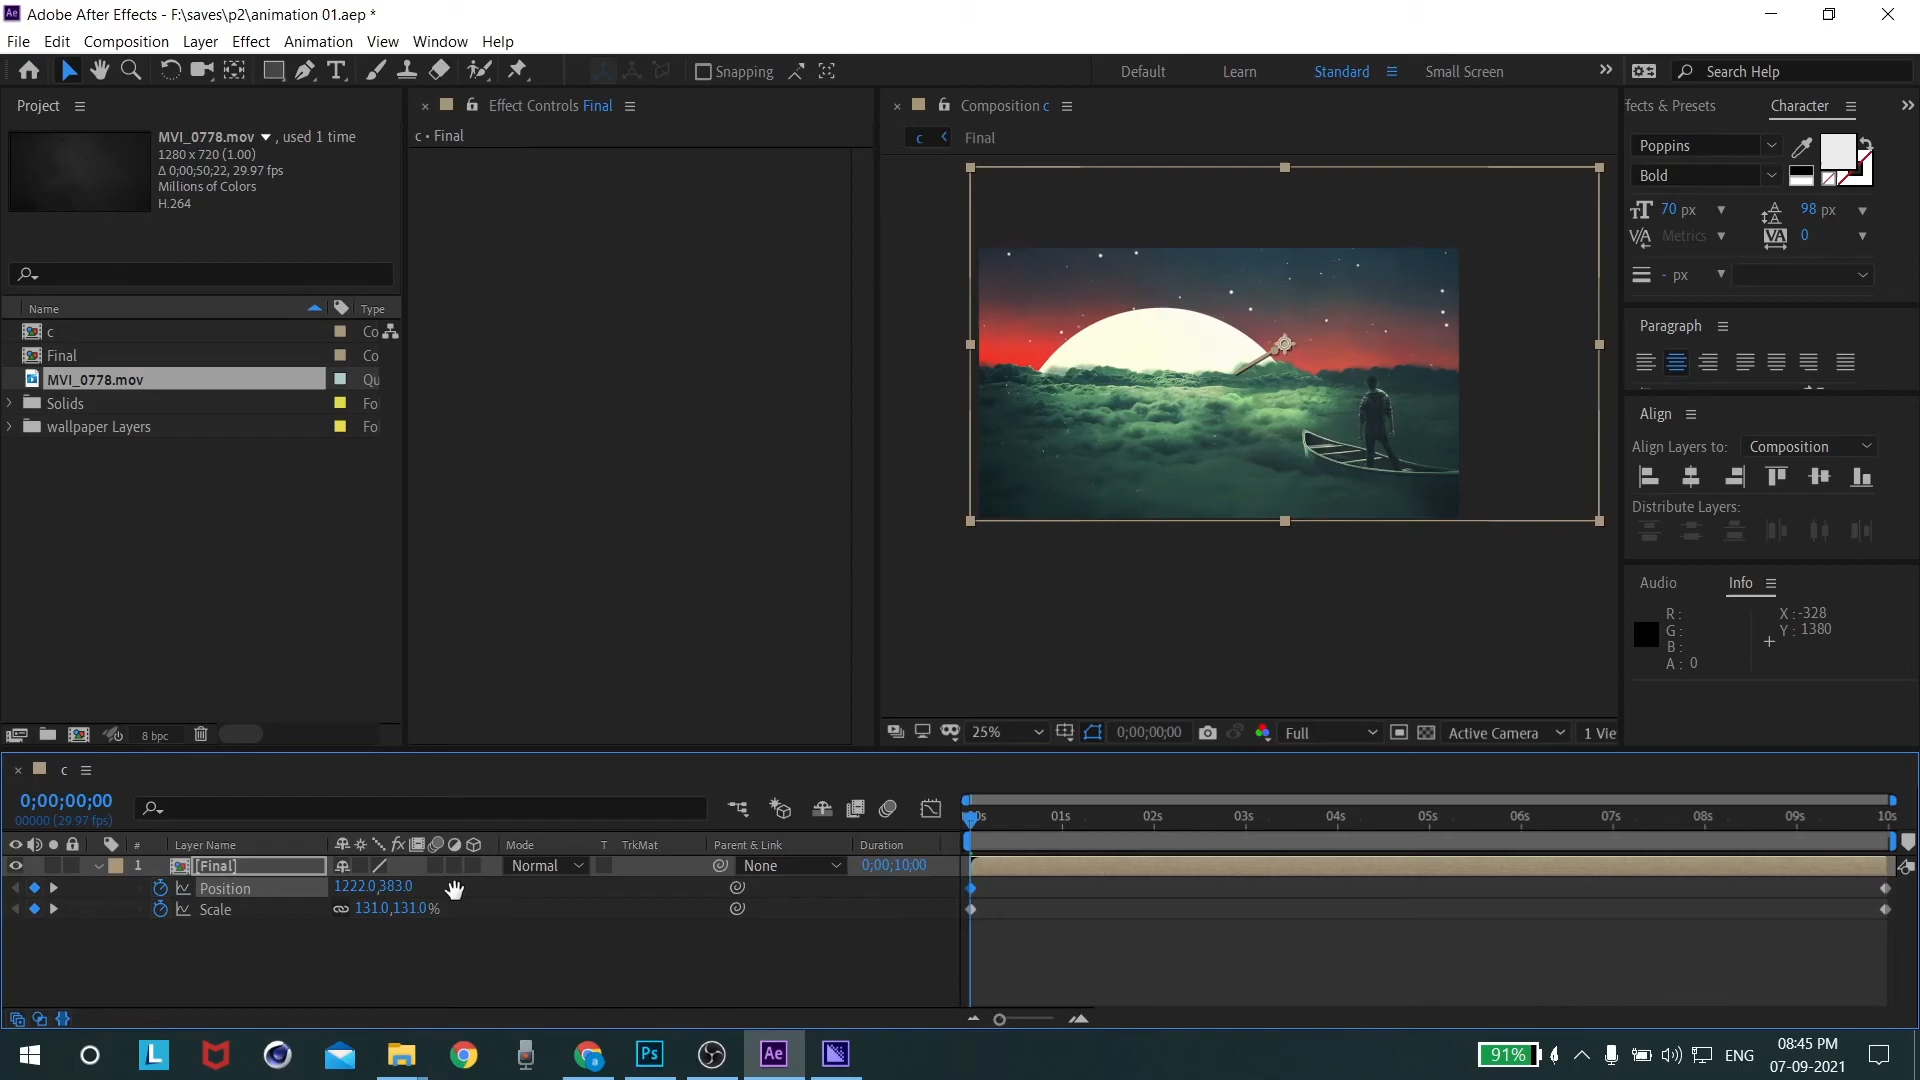 Adobe After Effects - F:\saves\p2\animation 01.aep *
File Edit Composition Layer Effect Animation View Window Help
Snapping Default Learn Standard Small Screen Search Help
Project
MVI_0778.mov , used 1 time
1280 x 720 (1.00)
Δ 0;00;50;22, 29.97 fps
Millions of Colors
H.264
Name Type
c Co
Final Co
MVI_0778.mov Qu
Solids Fo
wallpaper Layers Fo
8 bpc
Effect Controls Final
c • Final
Composition c
c Final
25% 0;00;00;00 Full Active Camera 1 Vie
ffects & Presets Character
Poppins
Bold
70 px 98 px
Metrics 0
- px
Paragraph
Align
Align Layers to: Composition
Distribute Layers:
Audio Info
R :
G :
B :
A : 0
X : -328
Y : 1380
c
0;00;00;00
00000 (29.97 fps)
01s 02s 03s 04s 05s 06s 07s 08s 09s 10s
# Layer Name Mode T TrkMat Parent & Link Duration
1 [Final] Normal None 0;00;10;00
Position 1222.0,383.0
Scale 131.0,131.0%
L Ps Ae 91% ENG
08:45 PM
07-09-2021